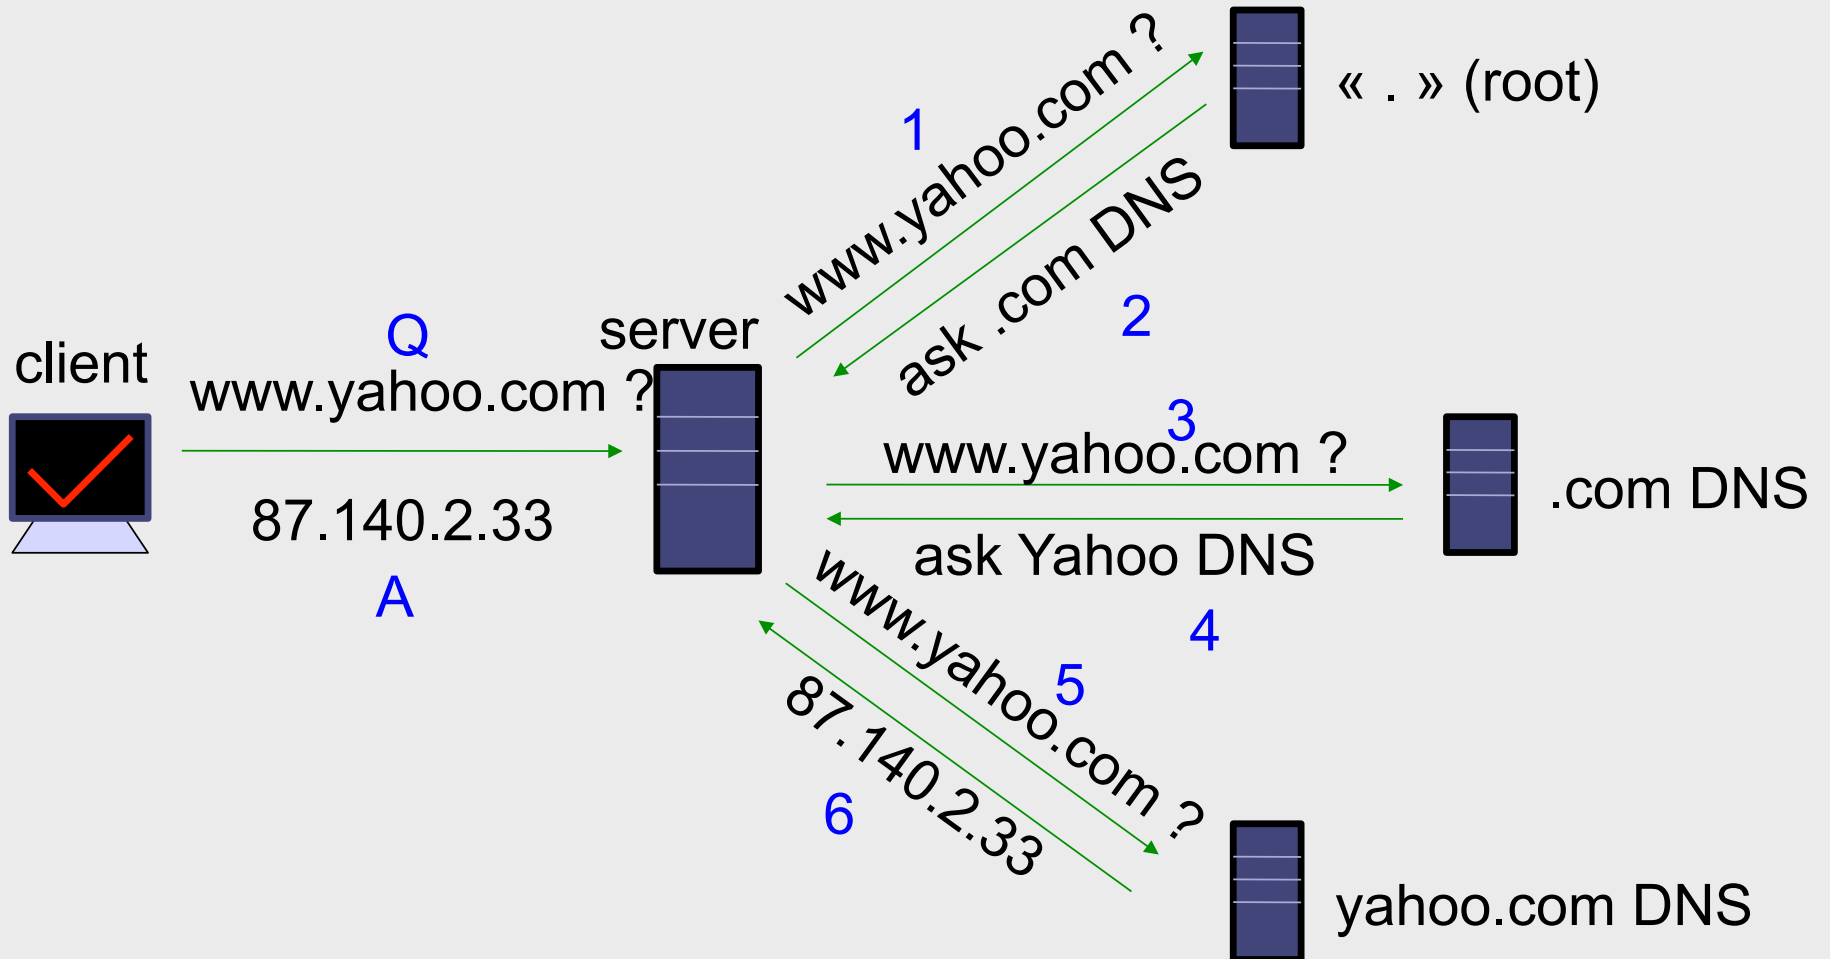 1
www.yahoo.com ?
« . » (root)
ask .com DNS
2
client
Q
www.yahoo.com ?
server
87.140.2.33
A
3
www.yahoo.com ?
.com DNS
ask Yahoo DNS
4
www.yahoo.com ?
5
87.140.2.33
6
yahoo.com DNS